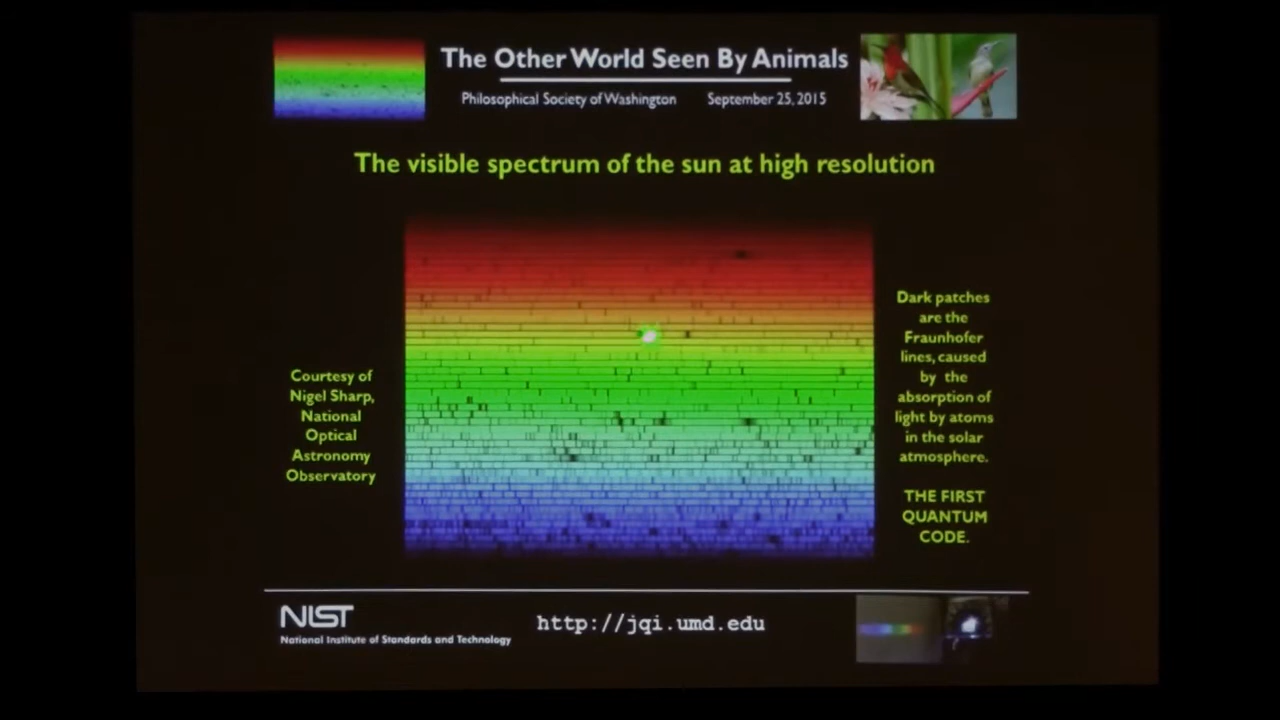 The Other World Seen By Animals
Philosophical Society of Washington September 25, 2015
The visible spectrum of the sun at high resolution
Courtesy of
Nigel Sharp,
National
Optical
Astronomy
Observatory
Dark patches
are the
Fraunhofer
lines, caused
by the
absorption of
light by atoms
in the solar
atmosphere.
THE FIRST
QUANTUM
CODE.
NIST
National Institute of Standards and Technology
http://jqi.umd.edu